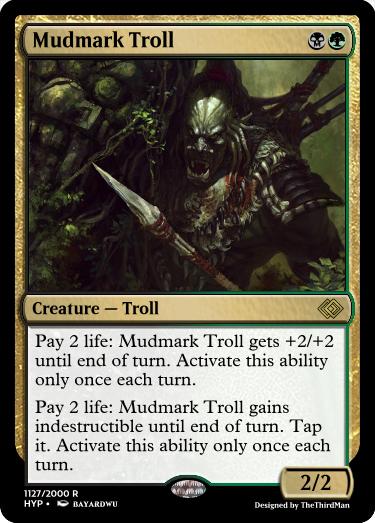 Mudmark Troll
Creature — Troll
Pay 2 life: Mudmark Troll gets +2/+2
until end of turn. Activate this ability
only once each turn.
Pay 2 life: Mudmark Troll gains
indestructible until end of turn. Tap
it. Activate this ability only once each
turn.
2/2
1127/2000 R
HYP • BAYARDWU
Designed by TheThirdMan